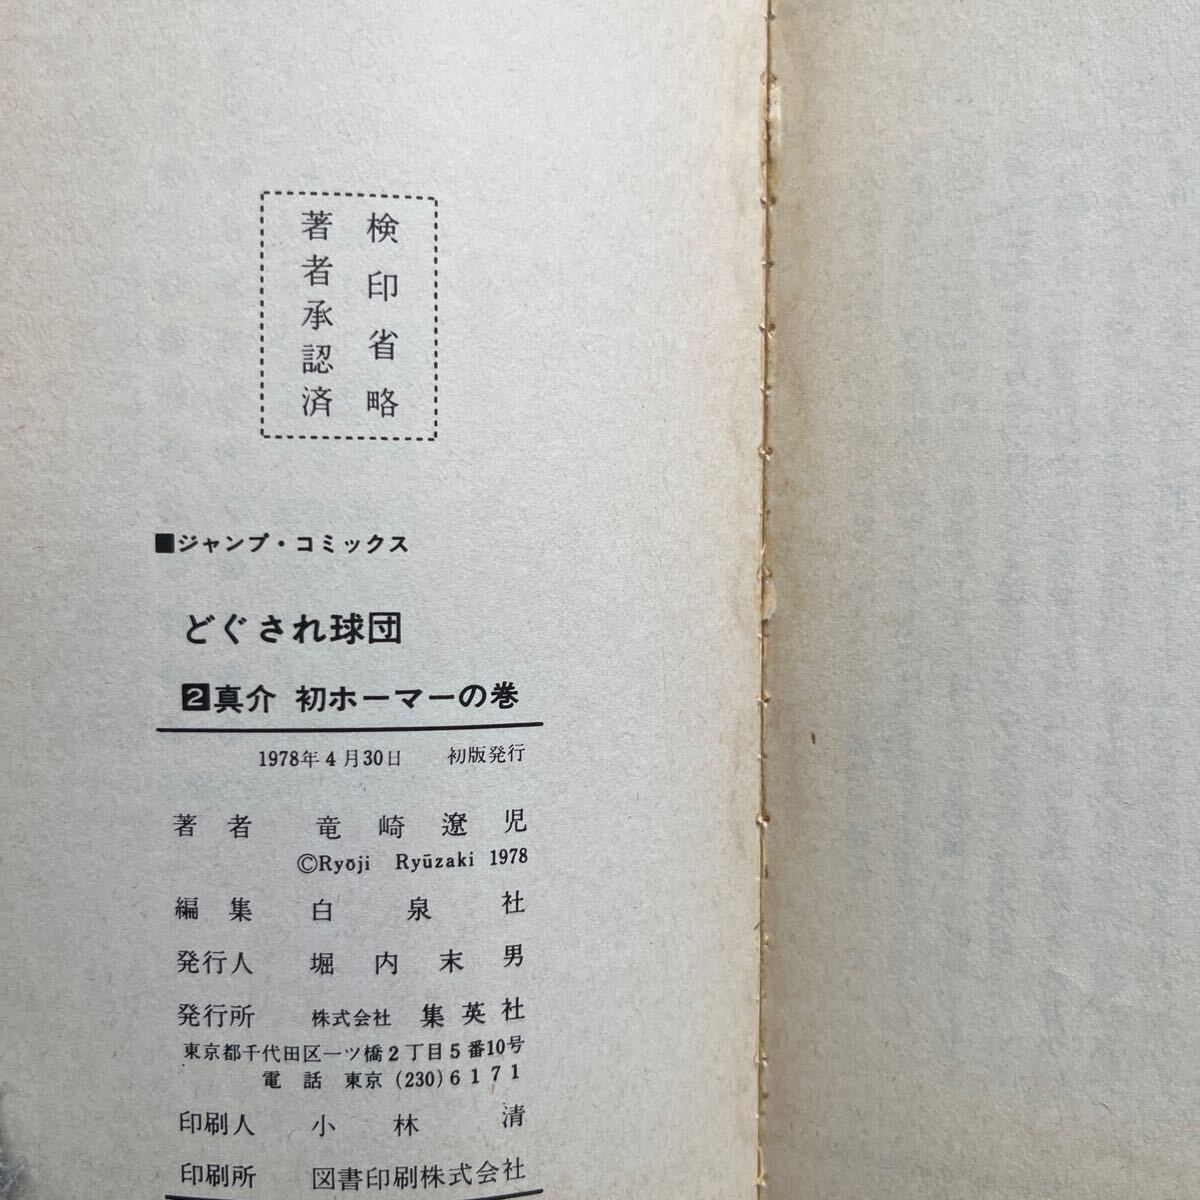 検印省略
著者承認済
■ジャンプ・コミックス
どぐされ球団
2真介 初ホーマーの巻
1978年4月30日 初版発行
著者 竜崎遼児
©Ryōji Ryūzaki 1978
編集 白泉社
発行人 堀内末男
発行所 株式会社 集英社
東京都千代田区一ツ橋2丁目5番10号
電話 東京(230)6171
印刷人 小林清
印刷所 図書印刷株式会社